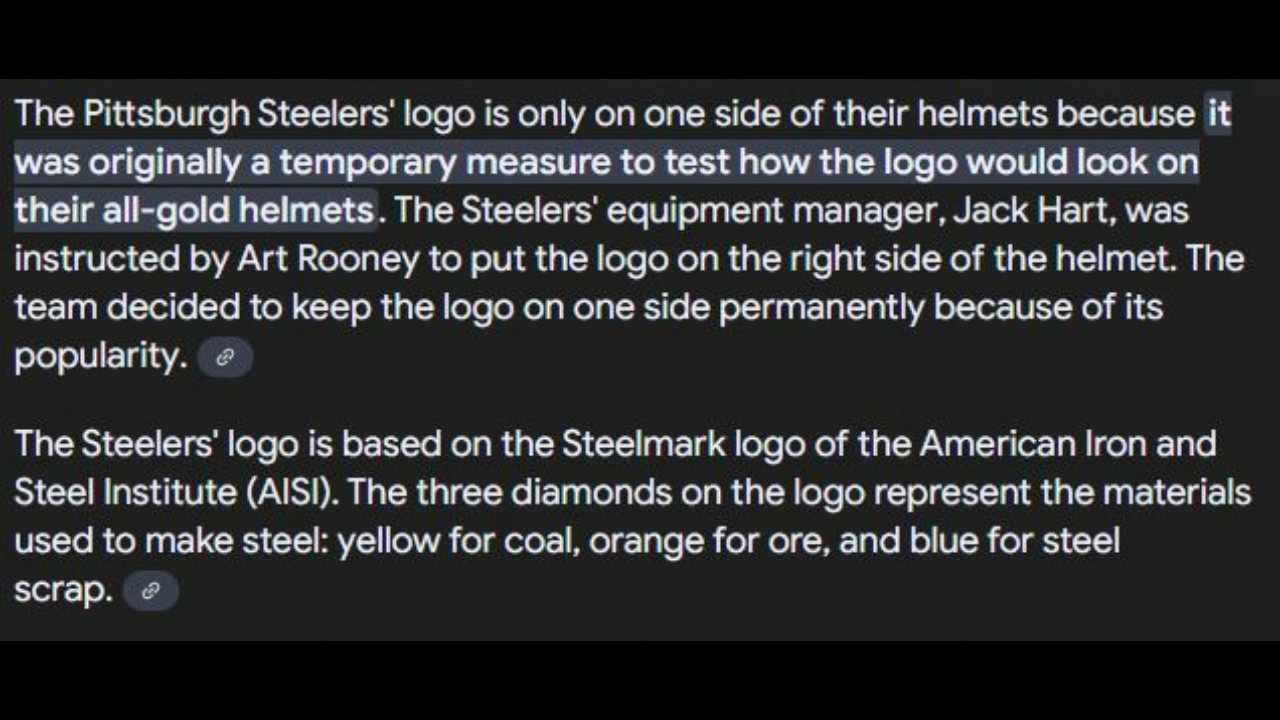 The Pittsburgh Steelers' logo is only on one side of their helmets because it
was originally a temporary measure to test how the logo would look on
their all-gold helmets. The Steelers' equipment manager, Jack Hart, was
instructed by Art Rooney to put the logo on the right side of the helmet. The
team decided to keep the logo on one side permanently because of its
popularity.
The Steelers' logo is based on the Steelmark logo of the American Iron and
Steel Institute (AISI). The three diamonds on the logo represent the materials
used to make steel: yellow for coal, orange for ore, and blue for steel
scrap.